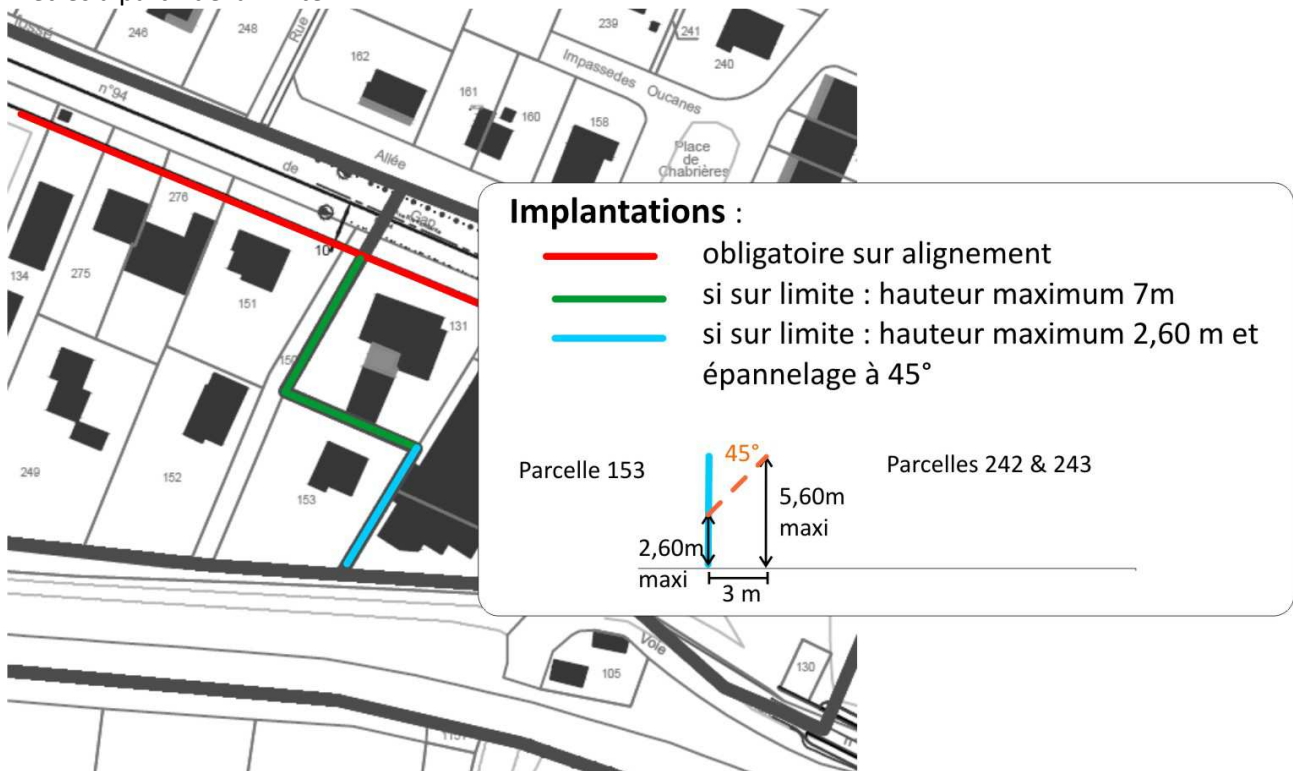 246
248
Rue
239
241
240
162
Impassedes Oucanes
161
160
158
n°94
Place
de
Chabrières
Allée
de
Gap
276
10
134
275
151
131
150
249
152
153
Implantations :
obligatoire sur alignement
si sur limite : hauteur maximum 7m
si sur limite : hauteur maximum 2,60 m et
épannelage à 45°
Parcelle 153
45°
Parcelles 242 & 243
5,60m
maxi
2,60m
maxi
3 m
Voie
105
130